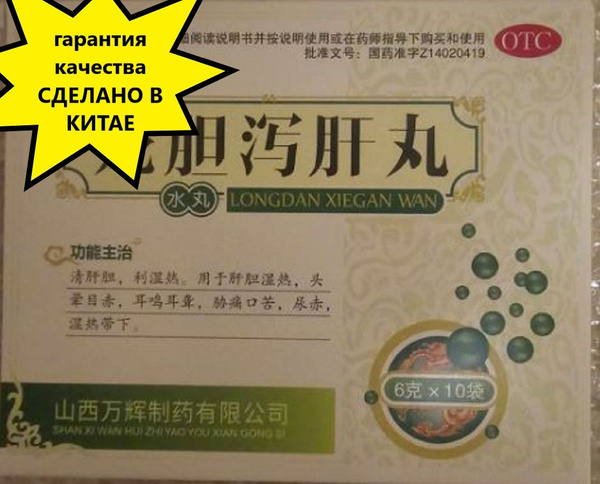 гарантия
качества
СДЕЛАНО В
КИТАЕ
阅读说明书并按说明使用或在药师指导下购买和使用
批准文号：国药准字Z14020419
OTC
胆泻肝丸
水丸 LONGDAN XIEGAN WAN
功能主治
清肝胆，利湿热。用于肝胆湿热，头
晕目赤，耳鸣耳聋，胁痛口苦，尿赤，
湿热带下。
6克×10袋
山西万辉制药有限公司
SHAN XI WAN HUI ZHI YAO YOU XIAN GONG SI